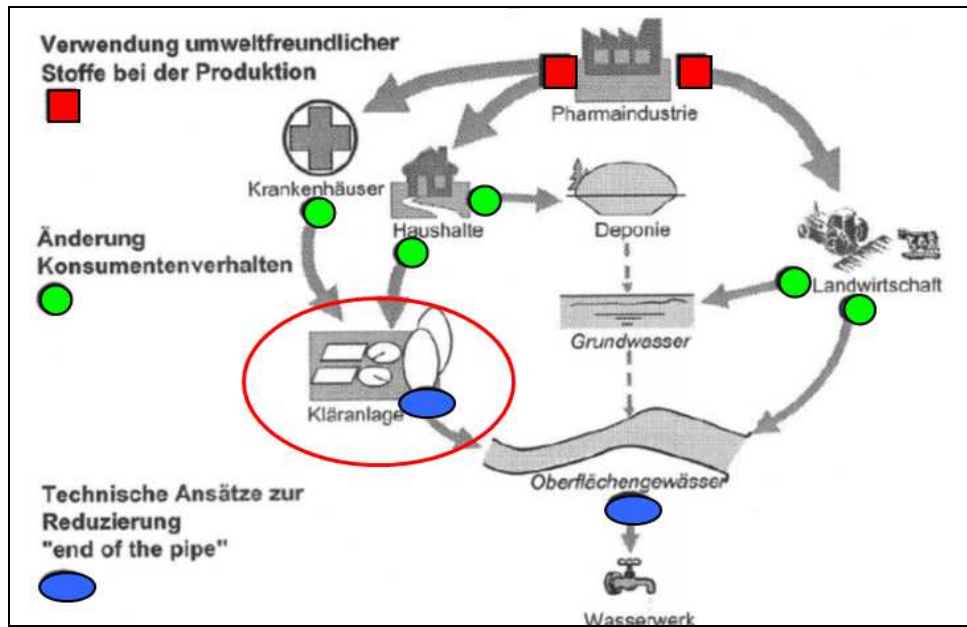 Verwendung umweltfreundlicher
Stoffe bei der Produktion
Pharmaindustrie
Krankenhäuser
Haushalte
Deponie
Änderung
Konsumentenverhalten
Landwirtschaft
Grundwasser
Kläranlage
Oberflächengewässer
Technische Ansätze zur
Reduzierung
"end of the pipe"
Wasserwerk